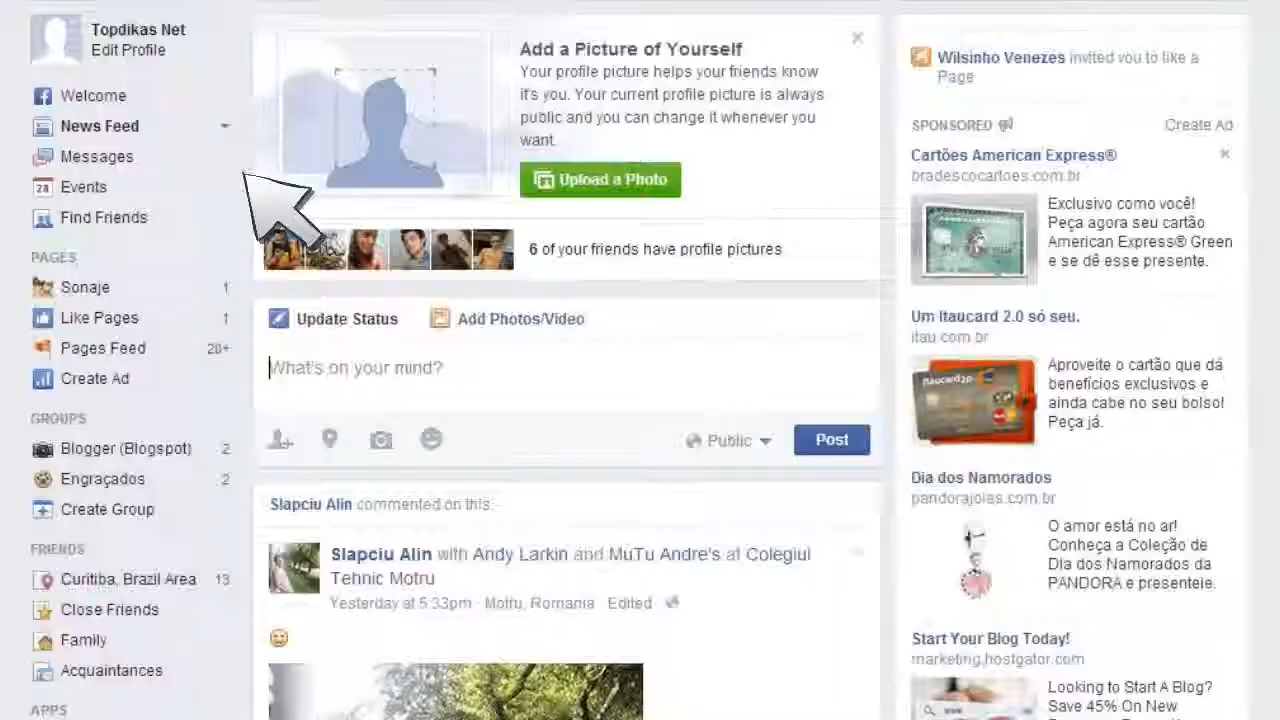 Topdikas Net
Edit Profile
Welcome
News Feed
Messages
28
Events
Find Friends
PAGES
Sonaje 1
Like Pages 1
Pages Feed 20+
Create Ad
GROUPS
Blogger (Blogspot) 2
Engraçados 2
Create Group
FRIENDS
Curitiba, Brazil Area 13
Close Friends
Family
Acquaintances
APPS
Add a Picture of Yourself
Your profile picture helps your friends know
it's you. Your current profile picture is always
public and you can change it whenever you
want.
Upload a Photo
6 of your friends have profile pictures
Update Status Add Photos/Video
What's on your mind?
Public Post
Slapciu Alin commented on this.
Slapciu Alin with Andy Larkin and MuTu Andre's at Colegiul
Tehnic Motru
Yesterday at 5:33pm · Motru, Romania · Edited
Wilsinho Venezes invited you to like a
Page
SPONSORED Create Ad
Cartões American Express®
bradescocartoes.com.br
Exclusivo como você!
Peça agora seu cartão
American Express® Green
e se dê esse presente.
Um Itaucard 2.0 só seu.
itau.com.br
Itaucard2.0
Aproveite o cartão que dá
benefícios exclusivos e
ainda cabe no seu bolso!
Peça já.
Dia dos Namorados
pandorajoias.com.br
O amor está no ar!
Conheça a Coleção de
Dia dos Namorados da
PANDORA e presenteie.
Start Your Blog Today!
marketing.hostgator.com
www
Looking to Start A Blog?
Save 45% On New